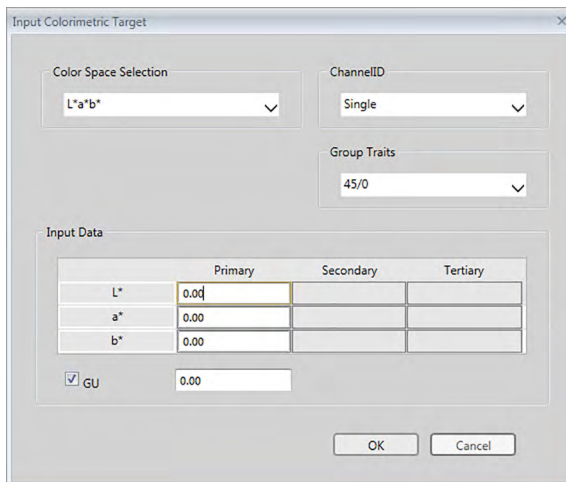 Input Colorimetric Target
Color Space Selection
L*a*b*
ChannelID
Single
Group Traits
45/0
Input Data
Primary Secondary Tertiary
L* 0.00
a* 0.00
b* 0.00
GU 0.00
OK Cancel